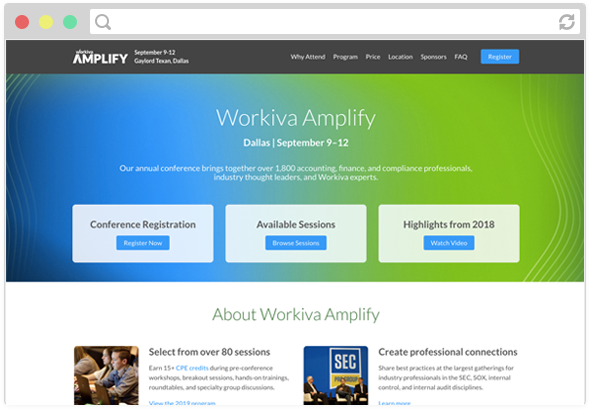 workiva
AMPLIFY
September 9-12
Gaylord Texan, Dallas
Why Attend Program Price Location Sponsors FAQ Register
Workiva Amplify
Dallas | September 9–12
Our annual conference brings together over 1,800 accounting, finance, and compliance professionals,
industry thought leaders, and Workiva experts.
Conference Registration
Register Now
Available Sessions
Browse Sessions
Highlights from 2018
Watch Video
About Workiva Amplify
Select from over 80 sessions
Earn 15+ CPE credits during pre-conference
workshops, breakout sessions, hands-on-trainings,
roundtables, and specialty group discussions.
View the 2019 program
SEC
PRO GROUP
Create professional connections
Share best practices at the largest gatherings for
industry professionals in the SEC, SOX, internal
control, and internal audit disciplines.
Learn more